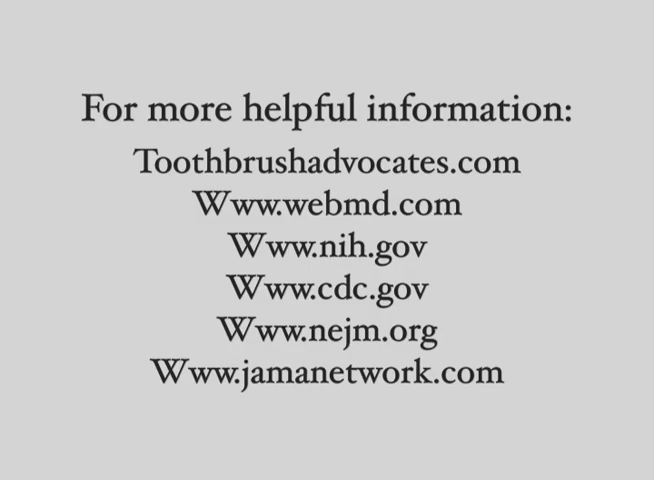 For more helpful information:
Toothbrushadvocates.com
Www.webmd.com
Www.nih.gov
Www.cdc.gov
Www.nejm.org
Www.jamanetwork.com